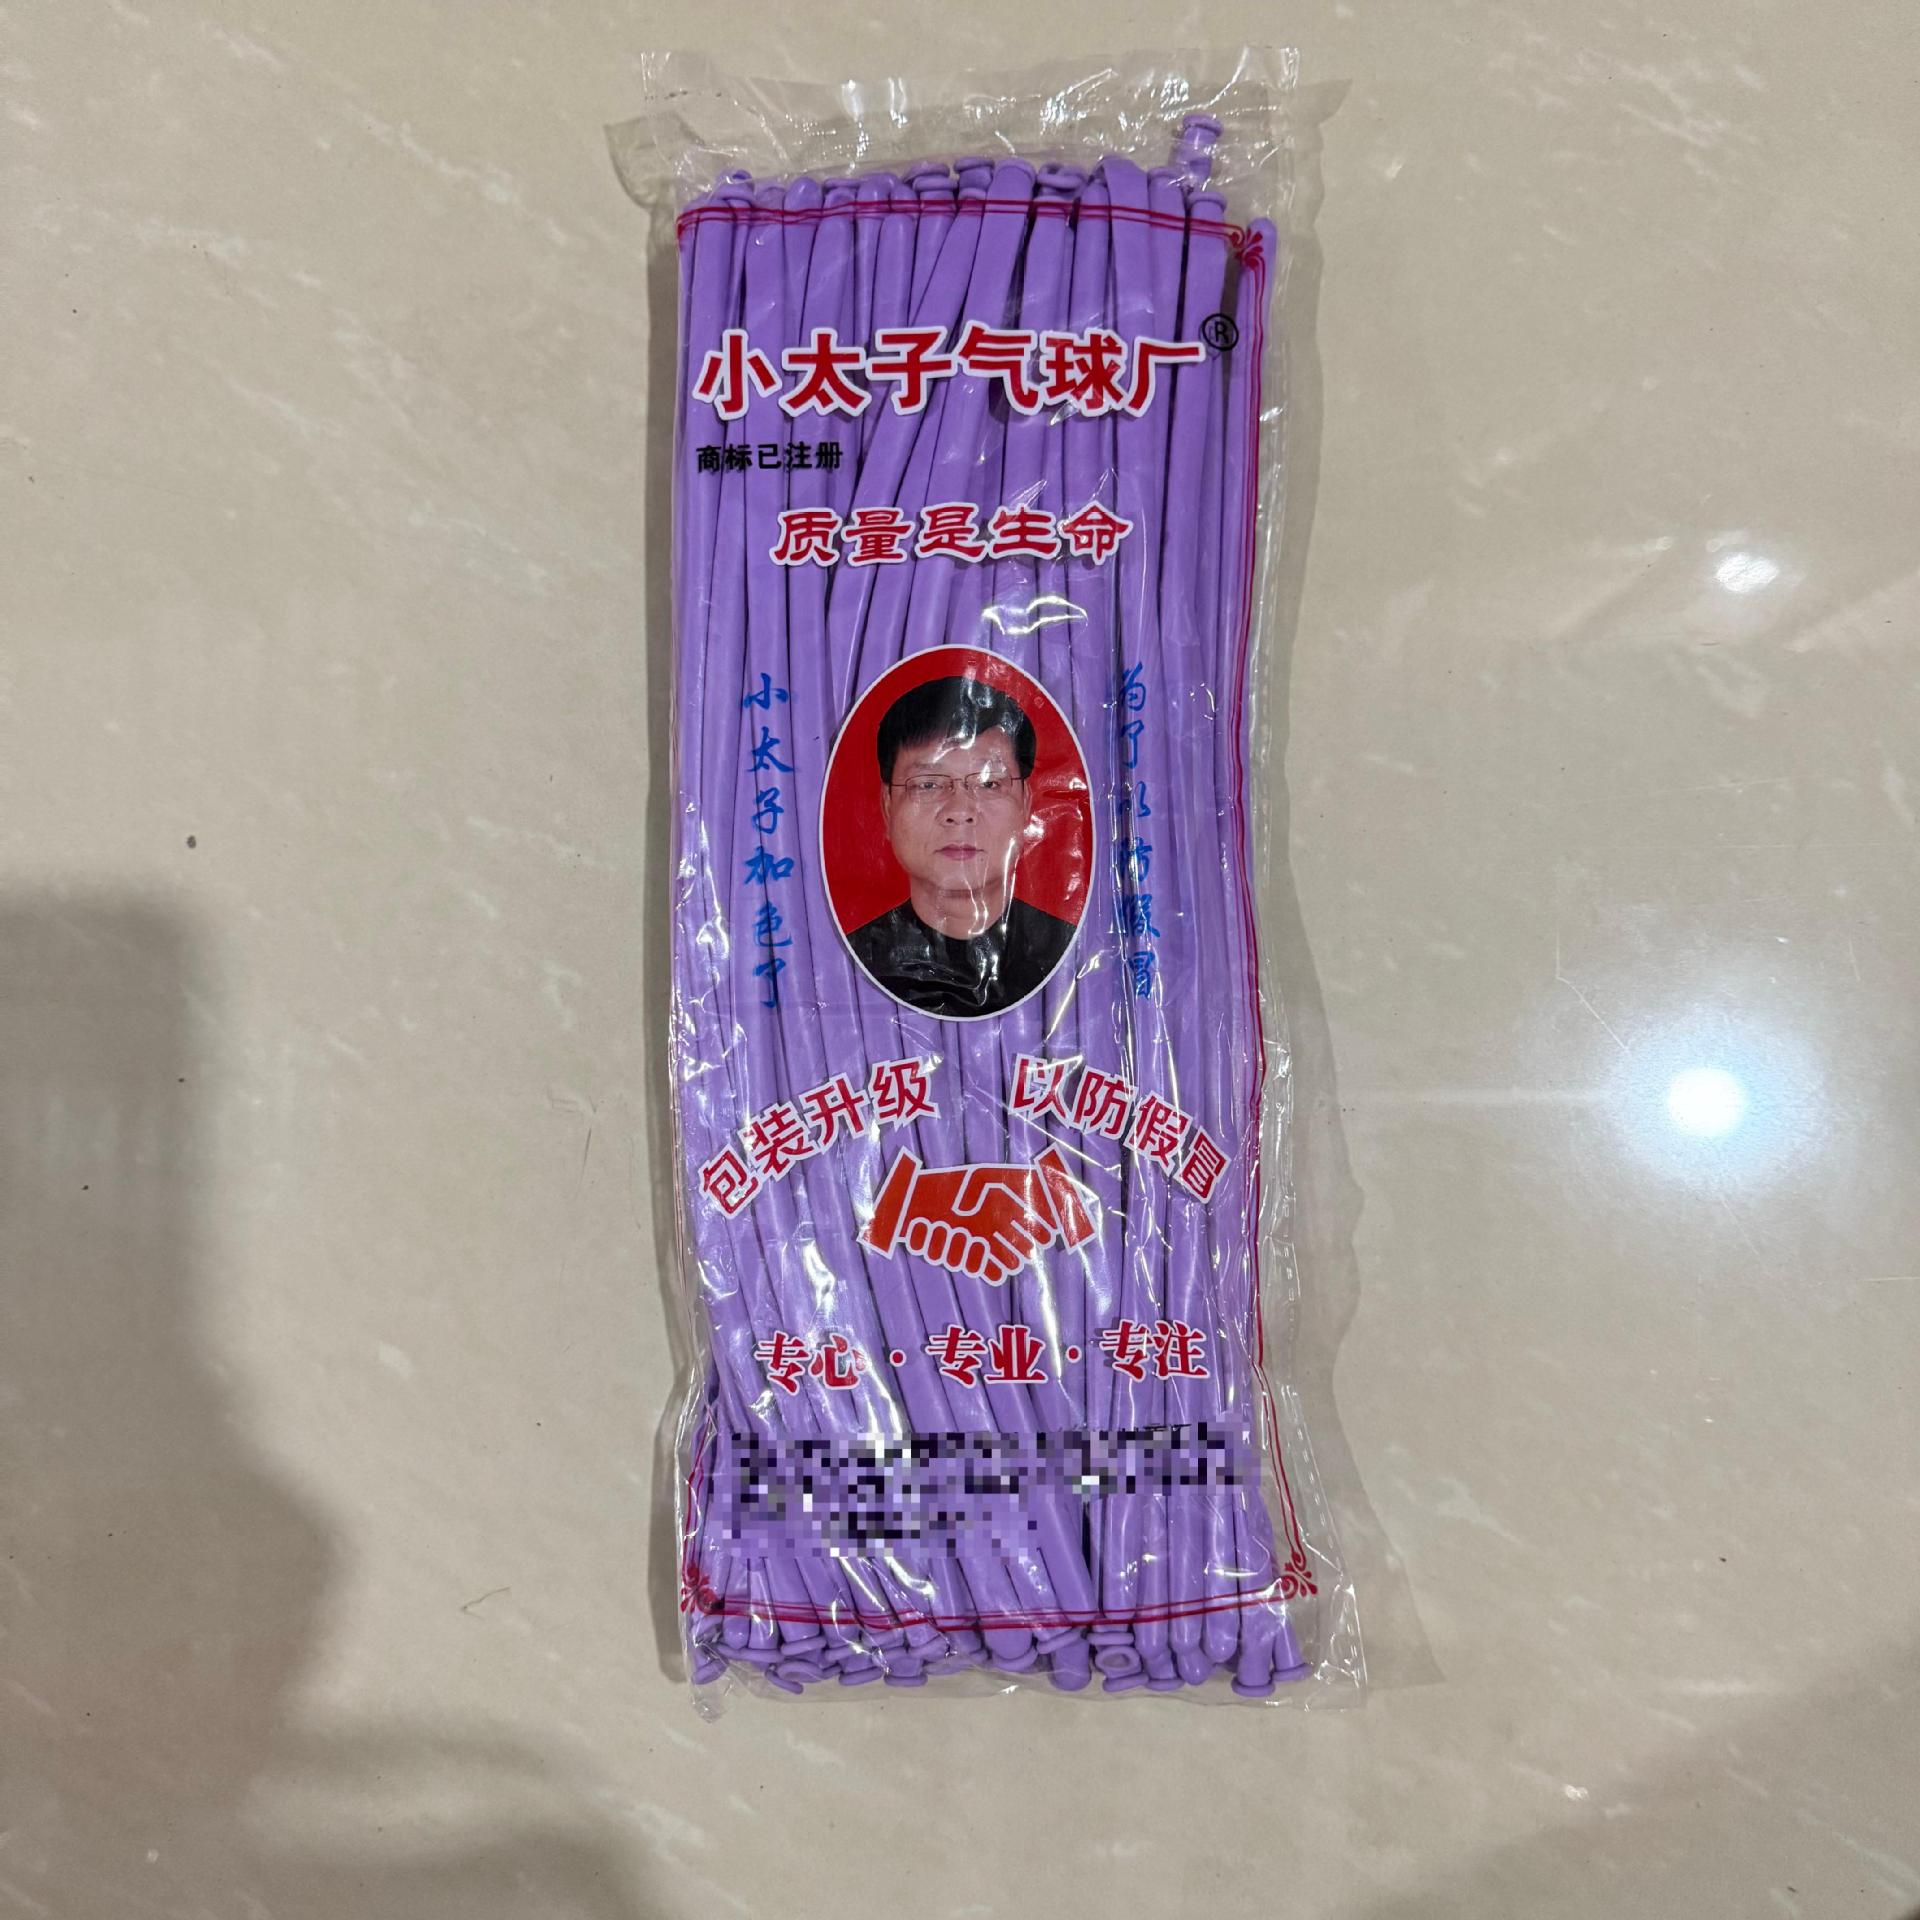 小太子气球厂®
商标已注册
质量是生命
小太子加色了
为了以防假冒
包装升级 以防假冒
专心·专业·专注